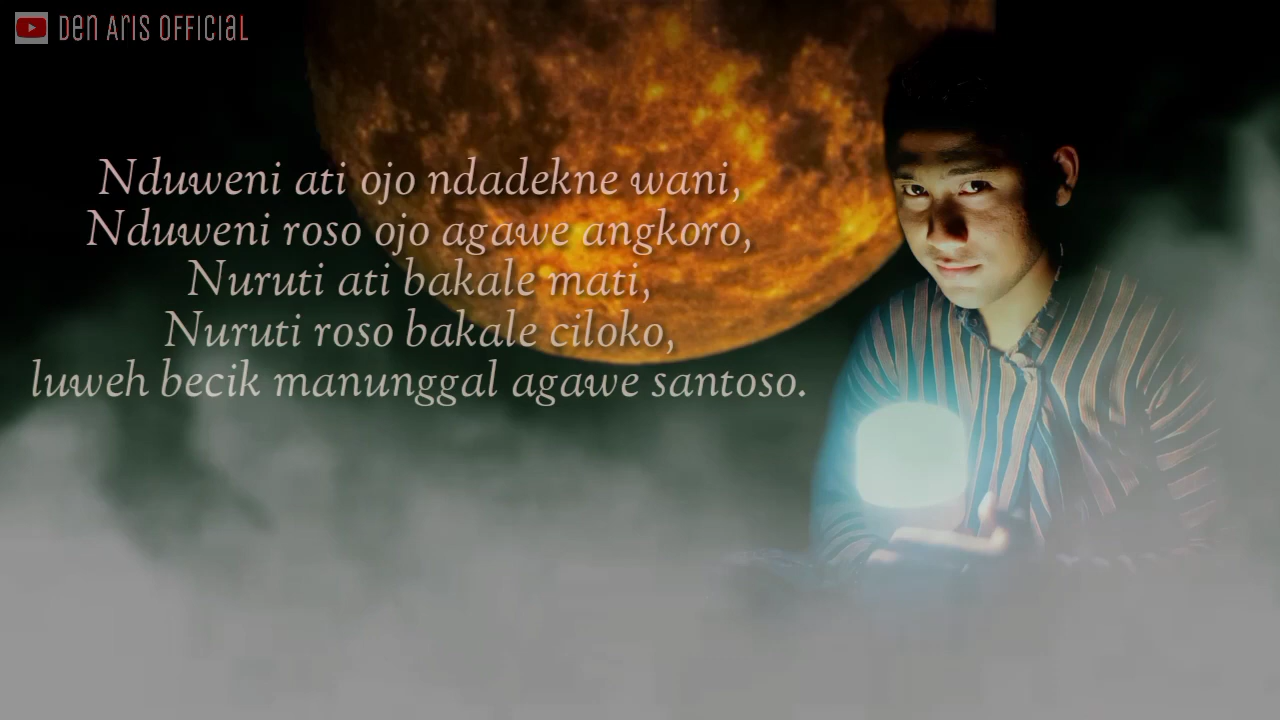 Den Aris Official
Nduweni ati ojo ndadekne wani,
Nduweni roso ojo agawe angkoro,
Nuruti ati bakale mati,
Nuruti roso bakale ciloko,
luweh becik manunggal agawe santoso.